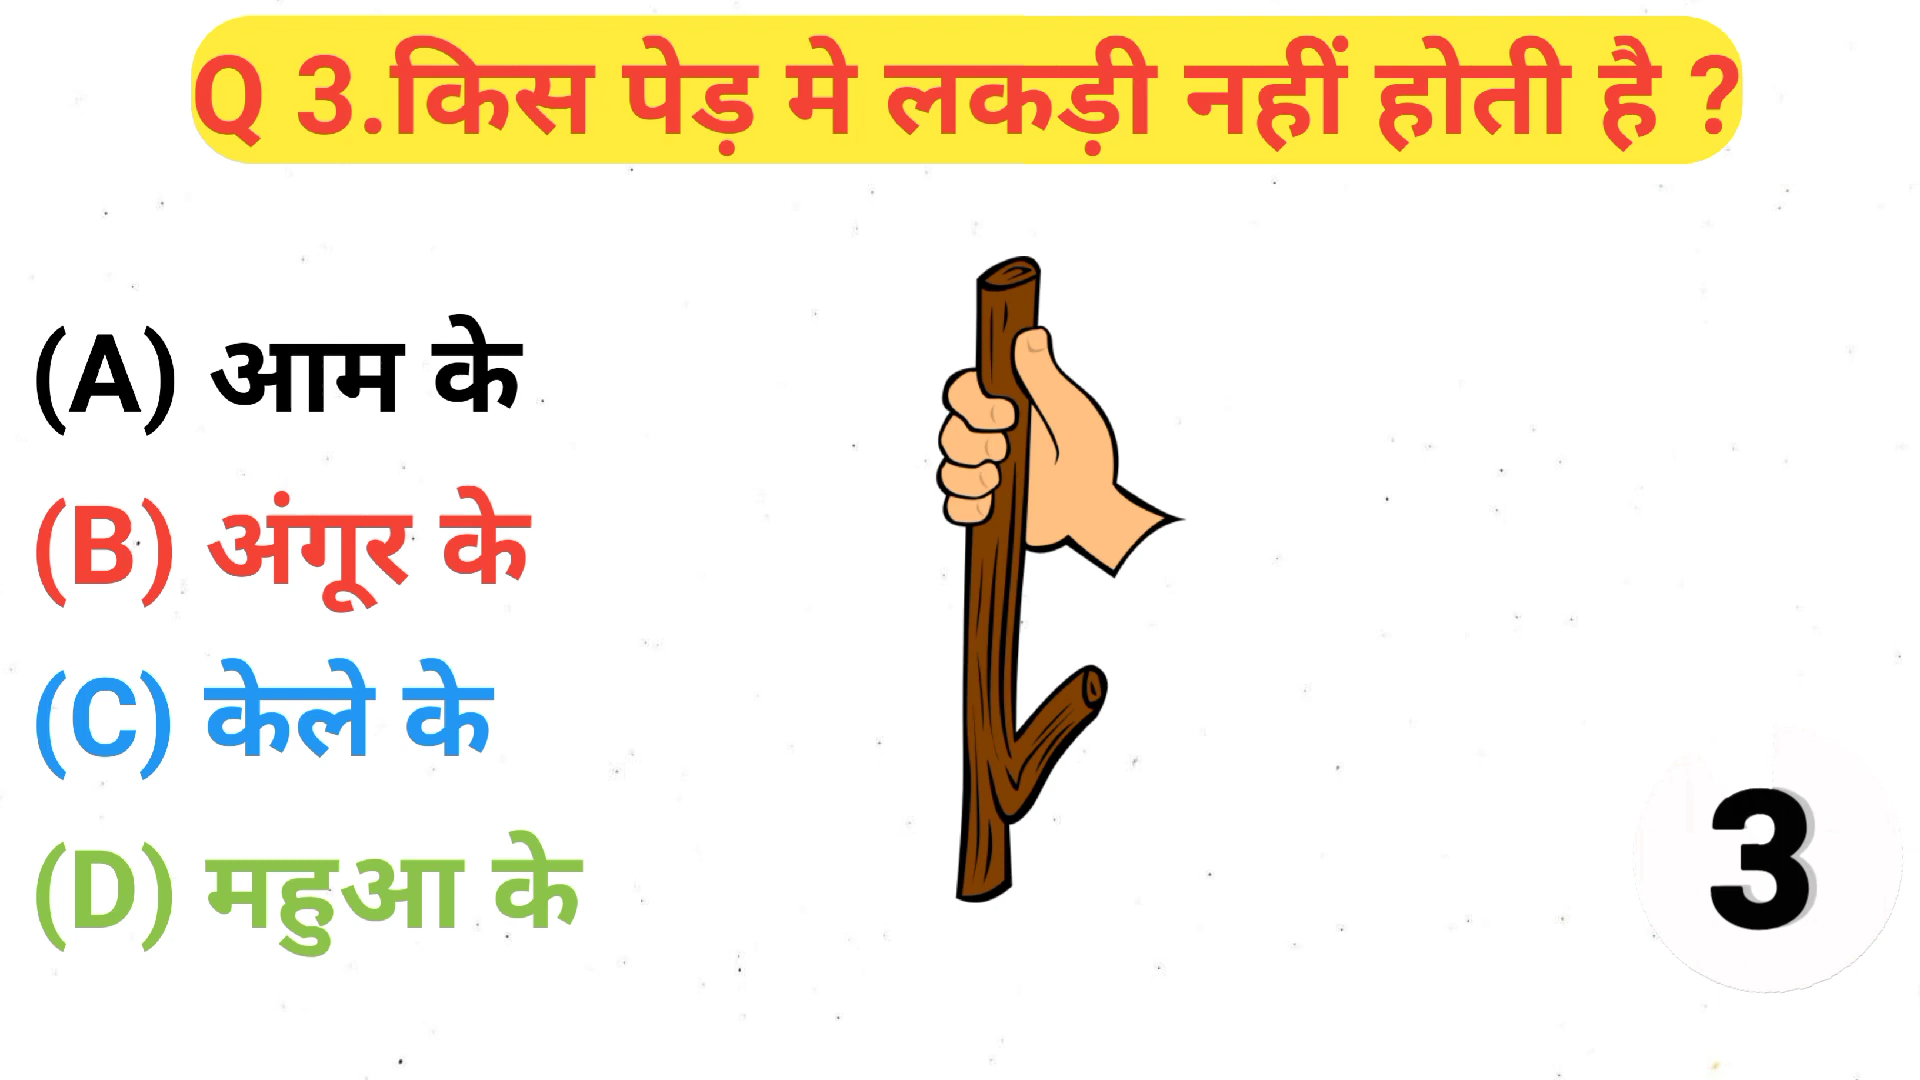 Q 3.किस पेड़ मे लकड़ी नहीं होती है ?
(A) आम के
(B) अंगूर के
(C) केले के
(D) महुआ के
3